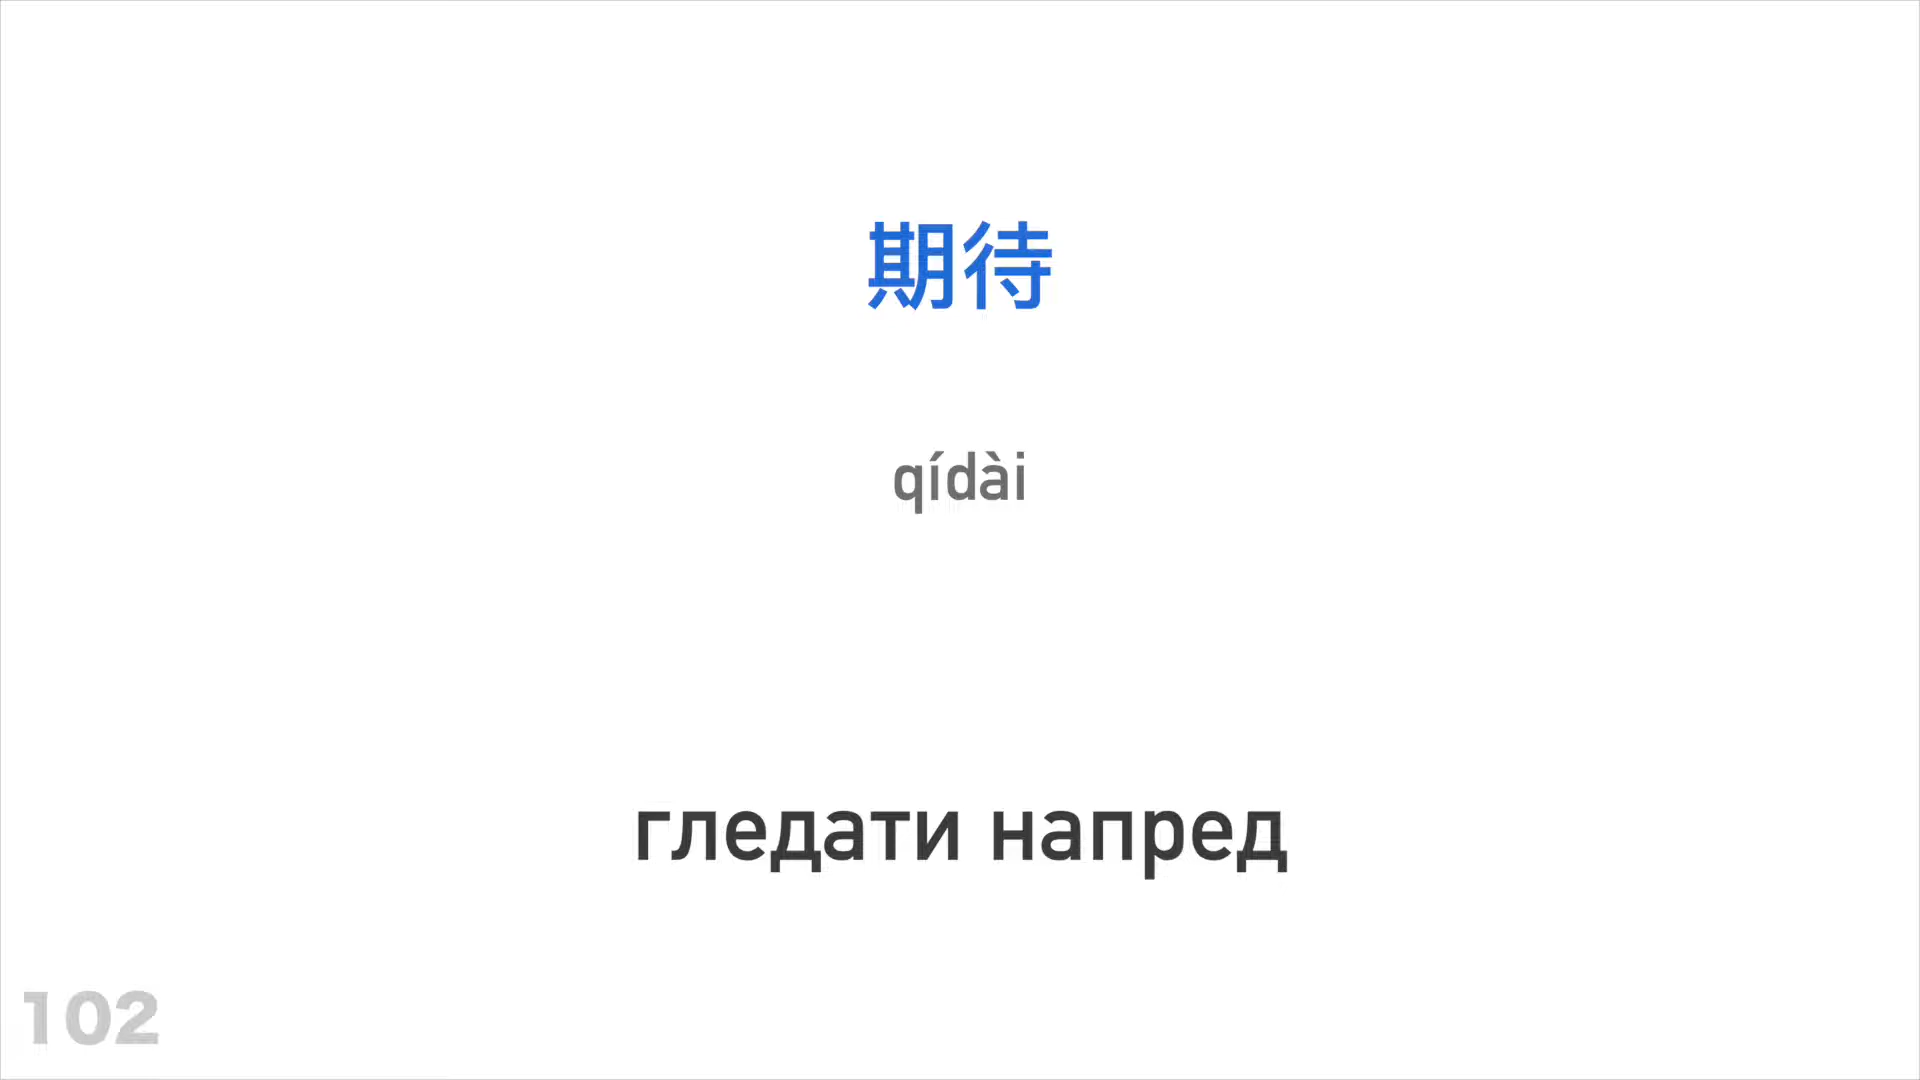 期待
qídài
гледати напред
102